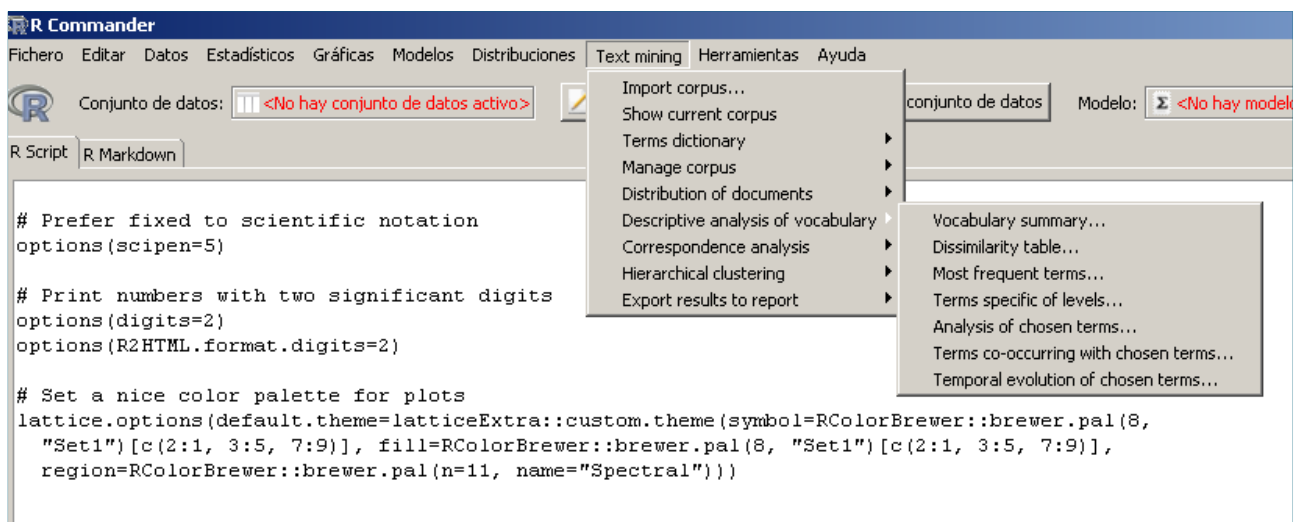 R Commander
Fichero Editar Datos Estadísticos Gráficas Modelos Distribuciones Text mining Herramientas Ayuda
R Conjunto de datos: <No hay conjunto de datos activo> conjunto de datos Modelo: Σ <No hay modelo
R Script R Markdown
Import corpus...
Show current corpus
Terms dictionary
Manage corpus
Distribution of documents
Descriptive analysis of vocabulary
Correspondence analysis
Hierarchical clustering
Export results to report
Vocabulary summary...
Dissimilarity table...
Most frequent terms...
Terms specific of levels...
Analysis of chosen terms...
Terms co-occurring with chosen terms...
Temporal evolution of chosen terms...
# Prefer fixed to scientific notation
options(scipen=5)
# Print numbers with two significant digits
options(digits=2)
options(R2HTML.format.digits=2)
# Set a nice color palette for plots
lattice.options(default.theme=latticeExtra::custom.theme(symbol=RColorBrewer::brewer.pal(8,
"Set1")[c(2:1, 3:5, 7:9)], fill=RColorBrewer::brewer.pal(8, "Set1")[c(2:1, 3:5, 7:9)],
region=RColorBrewer::brewer.pal(n=11, name="Spectral")))